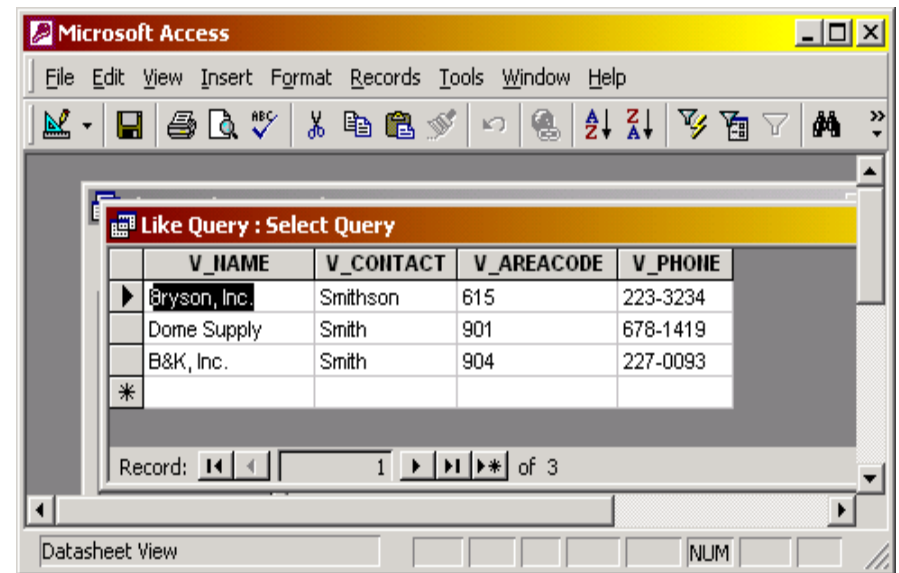 Microsoft Access
File Edit View Insert Format Records Tools Window Help
ABC A Z Z A
Like Query : Select Query
V_NAME V_CONTACT V_AREACODE V_PHONE
Bryson, Inc. Smithson 615 223-3234
Dome Supply Smith 901 678-1419
B&K, Inc. Smith 904 227-0093
Record: 1 of 3
Datasheet View NUM